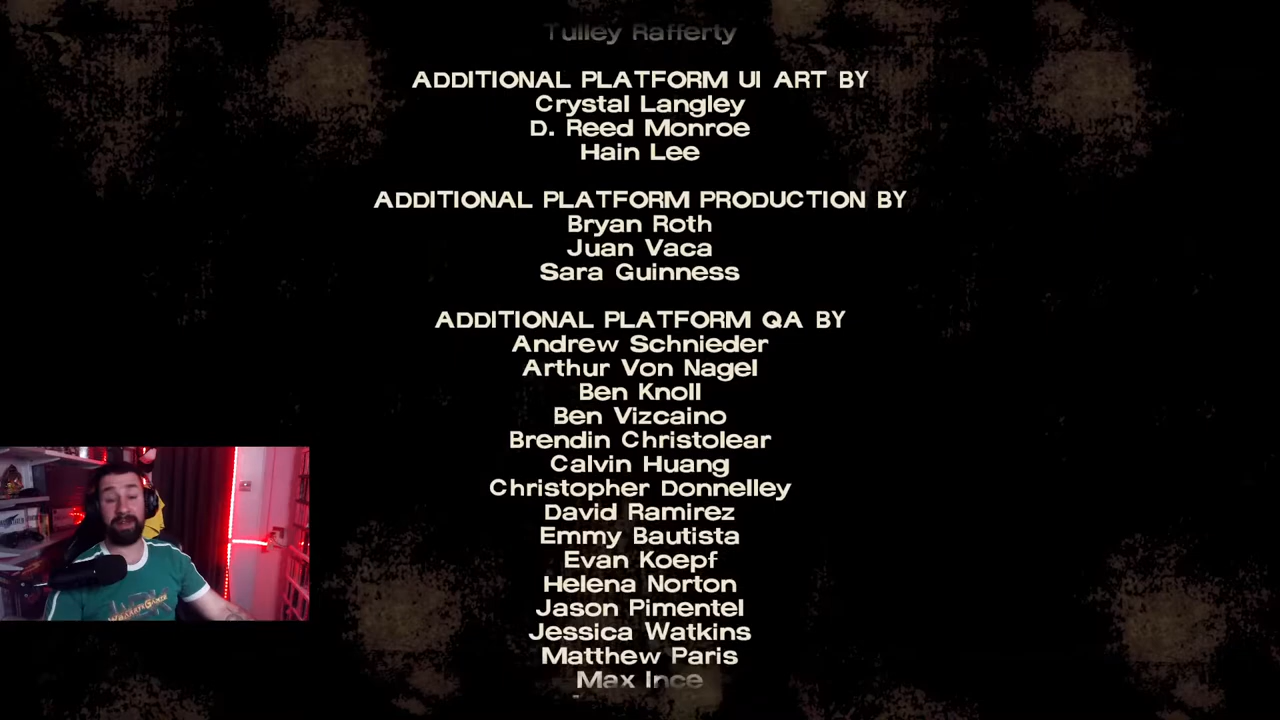 Tulley Rafferty
ADDITIONAL PLATFORM UI ART BY
Crystal Langley
D. Reed Monroe
Hain Lee
ADDITIONAL PLATFORM PRODUCTION BY
Bryan Roth
Juan Vaca
Sara Guinness
ADDITIONAL PLATFORM QA BY
Andrew Schnieder
Arthur Von Nagel
Ben Knoll
Ben Vizcaino
Brendin Christolear
Calvin Huang
Christopher Donnelley
David Ramirez
Emmy Bautista
Evan Koepf
Helena Norton
Jason Pimentel
Jessica Watkins
Matthew Paris
Max Ince